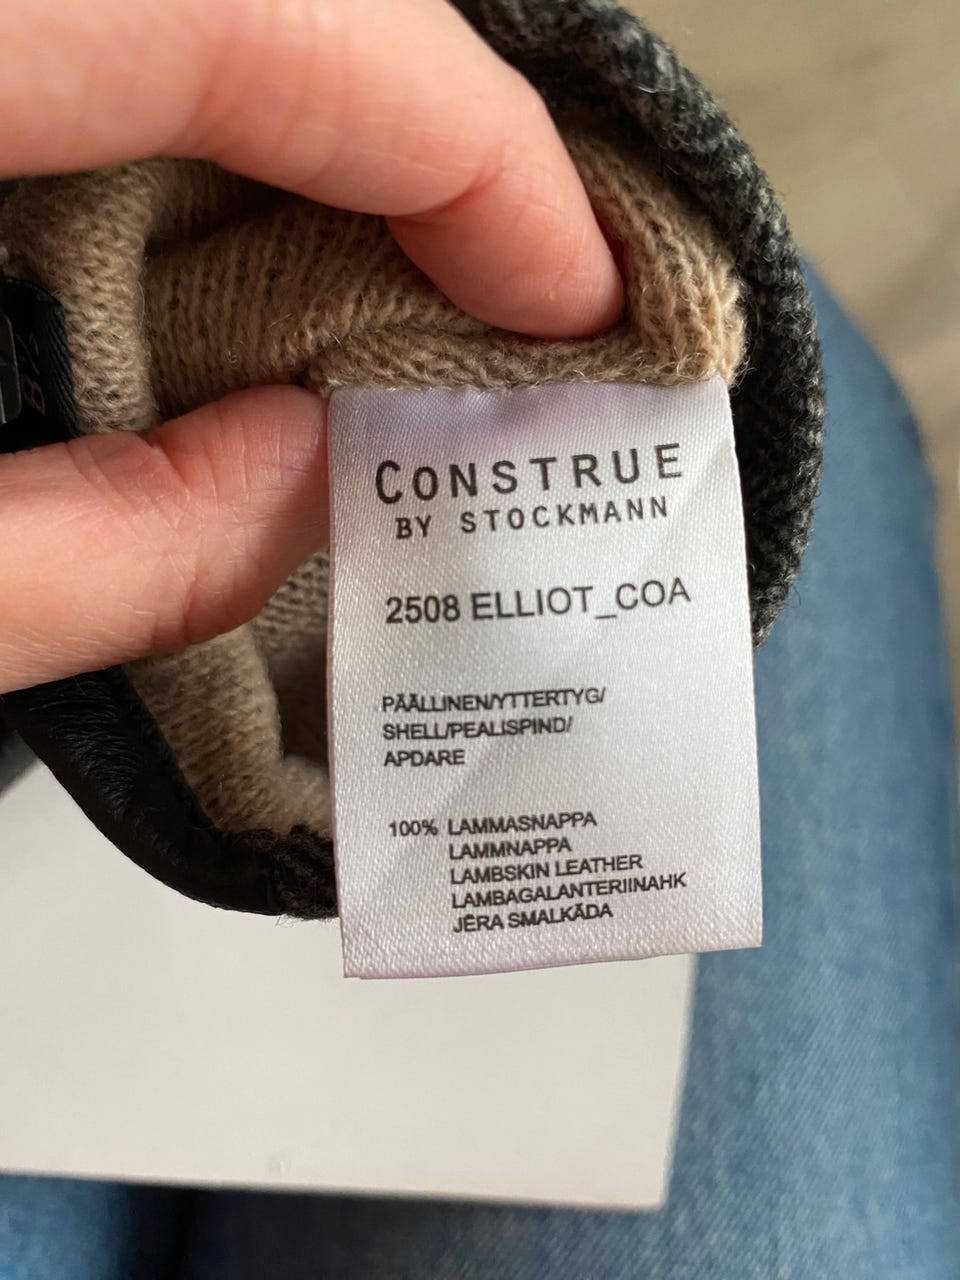 CONSTRUE
BY STOCKMANN
2508 ELLIOT_COA
PÄÄLLINEN/YTTERTYG/
SHELL/PEALISPIND/
APDARE
100% LAMMASNAPPA
LAMMNAPPA
LAMBSKIN LEATHER
LAMBAGALANTERIINAHK
JĒRA SMALKĀDA